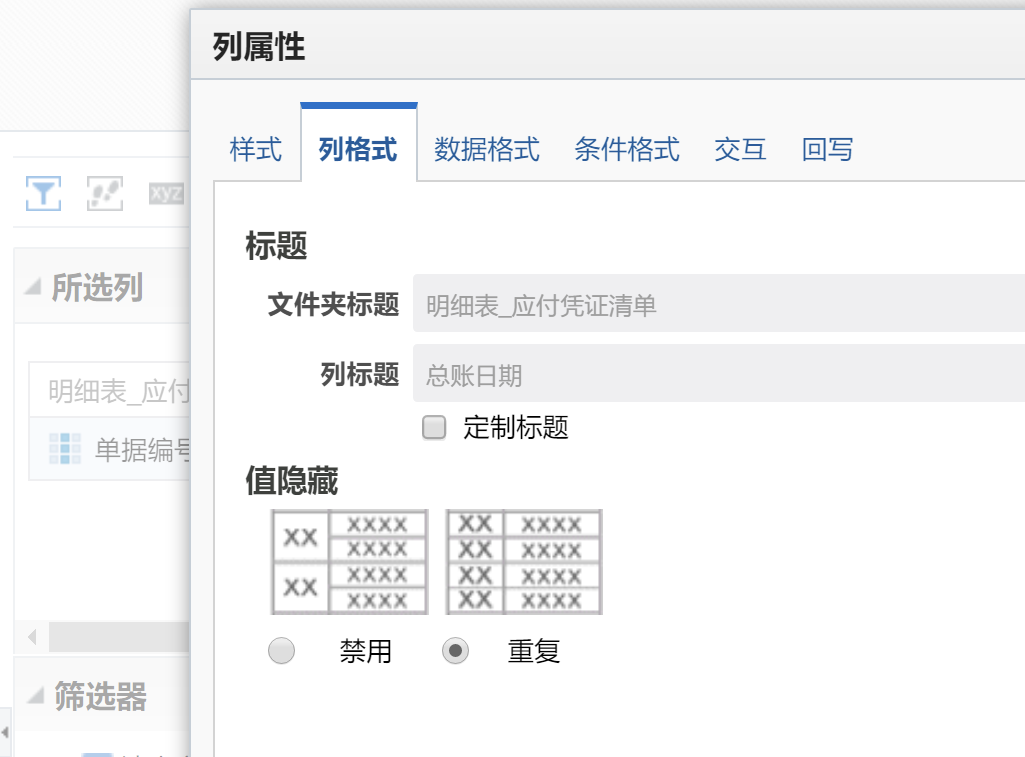 列属性
样式 列格式 数据格式 条件格式 交互 回写
xyz
所选列
标题
文件夹标题 明细表_应付凭证清单
列标题 总账日期
定制标题
明细表_应付
单据编号
值隐藏
XX XXXX XX XXXX
XXXX XX XXXX
XX XXXX XX XXXX
XXXX XX XXXX
禁用 重复
筛选器